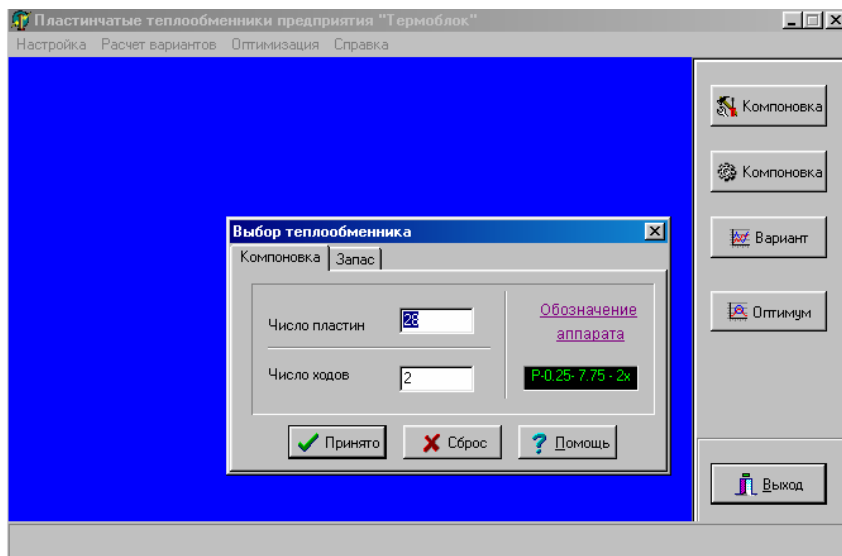 Пластинчатые теплообменники предприятия "Термоблок"
Настройка Расчет вариантов Оптимизация Справка
Компоновка
Компоновка
Вариант
Оптимум
Выход
Выбор теплообменника
Компоновка Запас
Число пластин 28
Число ходов 2
Обозначение
аппарата
Р-0.25- 7.75 - 2х
Принято Сброс Помощь